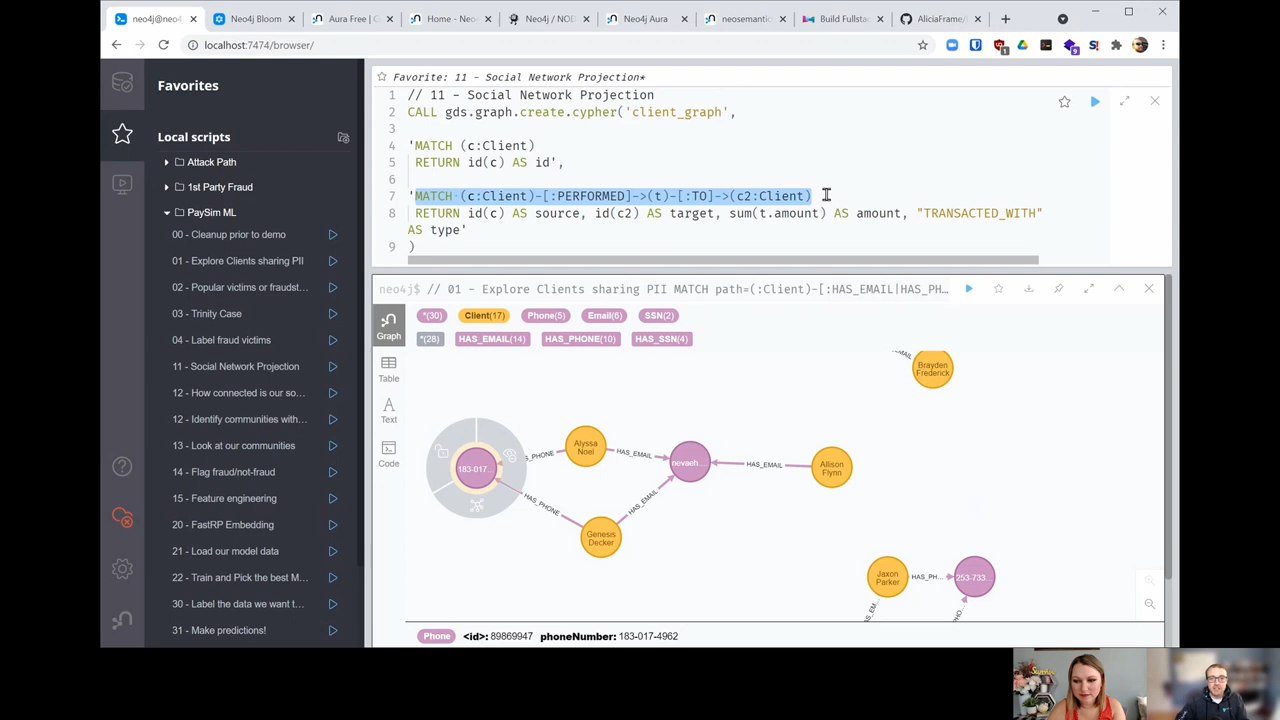 neo4j@neo4
Neo4j Bloom
Aura Free | C
Home - Neo
Neo4j / NOD
Neo4j Aura
neosemantic
Build Fullsta
AliciaFrame/
localhost:7474/browser/
Favorites
Local scripts
Attack Path
1st Party Fraud
PaySim ML
00 - Cleanup prior to demo
01 - Explore Clients sharing PII
02 - Popular victims or fraudst...
03 - Trinity Case
04 - Label fraud victims
11 - Social Network Projection
12 - How connected is our so...
12 - Identify communities with...
13 - Look at our communities
14 - Flag fraud/not-fraud
15 - Feature engineering
20 - FastRP Embedding
21 - Load our model data
22 - Train and Pick the best M...
30 - Label the data we want t...
31 - Make predictions!
Favorite: 11 - Social Network Projection*
1 // 11 - Social Network Projection
2 CALL gds.graph.create.cypher('client_graph',
3
4 'MATCH (c:Client)
5 RETURN id(c) AS id',
6
7 'MATCH (c:Client)-[:PERFORMED]->(t)-[:TO]->(c2:Client)
8 RETURN id(c) AS source, id(c2) AS target, sum(t.amount) AS amount, "TRANSACTED_WITH"
AS type'
9 )
neo4j$ // 01 - Explore Clients sharing PII MATCH path=(:Client)-[:HAS_EMAIL|HAS_PH…
Graph
Table
Text
Code
*(30) Client(17) Phone(5) Email(6) SSN(2)
*(28) HAS_EMAIL(14) HAS_PHONE(10) HAS_SSN(4)
EMAIL
Brayden
Frederick
183-017...
S_PHONE
Alyssa
Noel
HAS_EMAIL
nevaeh...
HAS_EMAIL
Allison
Flynn
HAS_PHONE
HAS_EMAIL
Genesis
Decker
Jaxon
Parker
HAS_PH...
253-733...
HAS_EM...
PHO...
Phone <id>: 89869947 phoneNumber: 183-017-4962